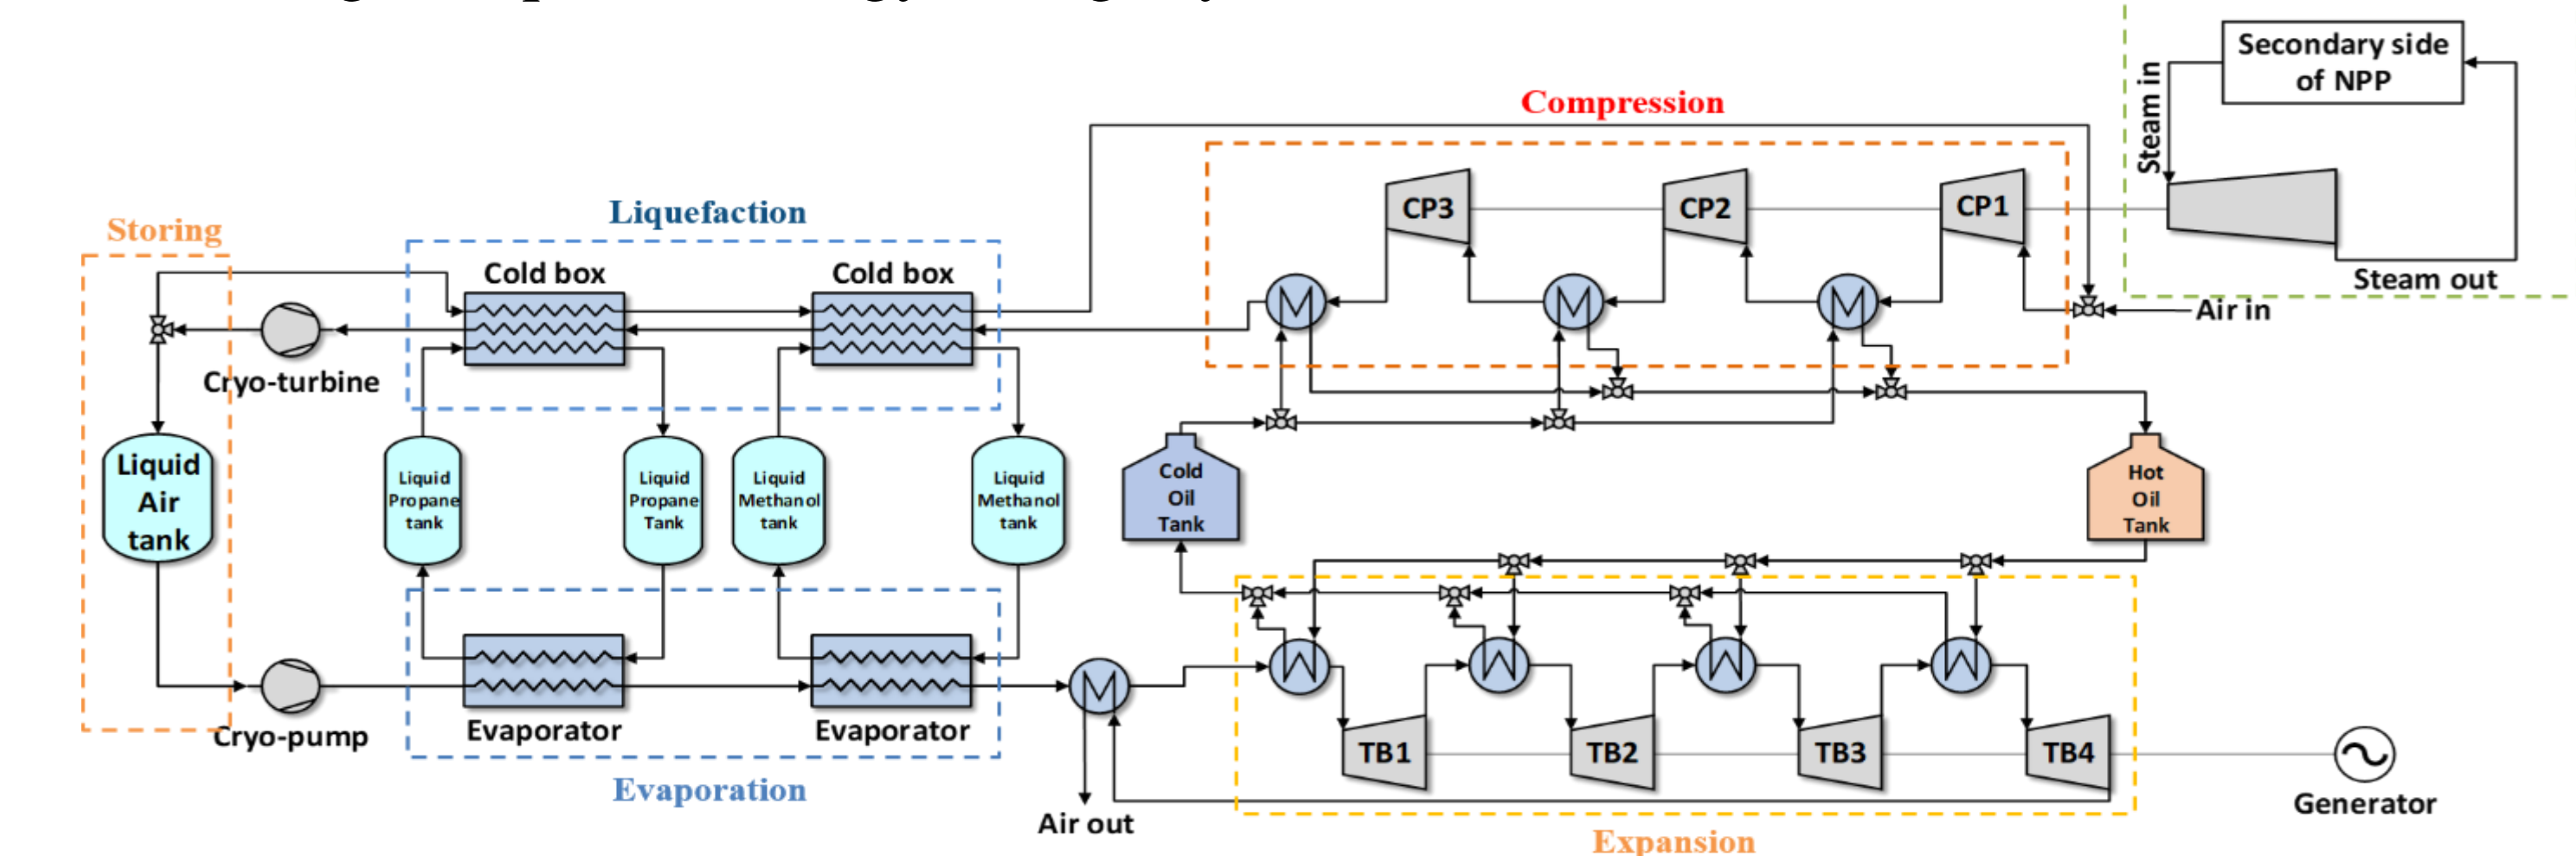 Secondary side
of NPP
Steam in
Compression
CP3
CP2
CP1
Steam out
Air in
Liquefaction
Storing
Cold box
Cold box
Cryo-turbine
Liquid
Air
tank
Liquid
Propane
tank
Liquid
Propane
Tank
Liquid
Methanol
tank
Liquid
Methanol
tank
Cold
Oil
Tank
Hot
Oil
Tank
Cryo-pump
Evaporator
Evaporator
Evaporation
Air out
TB1
TB2
TB3
TB4
Generator
Expansion